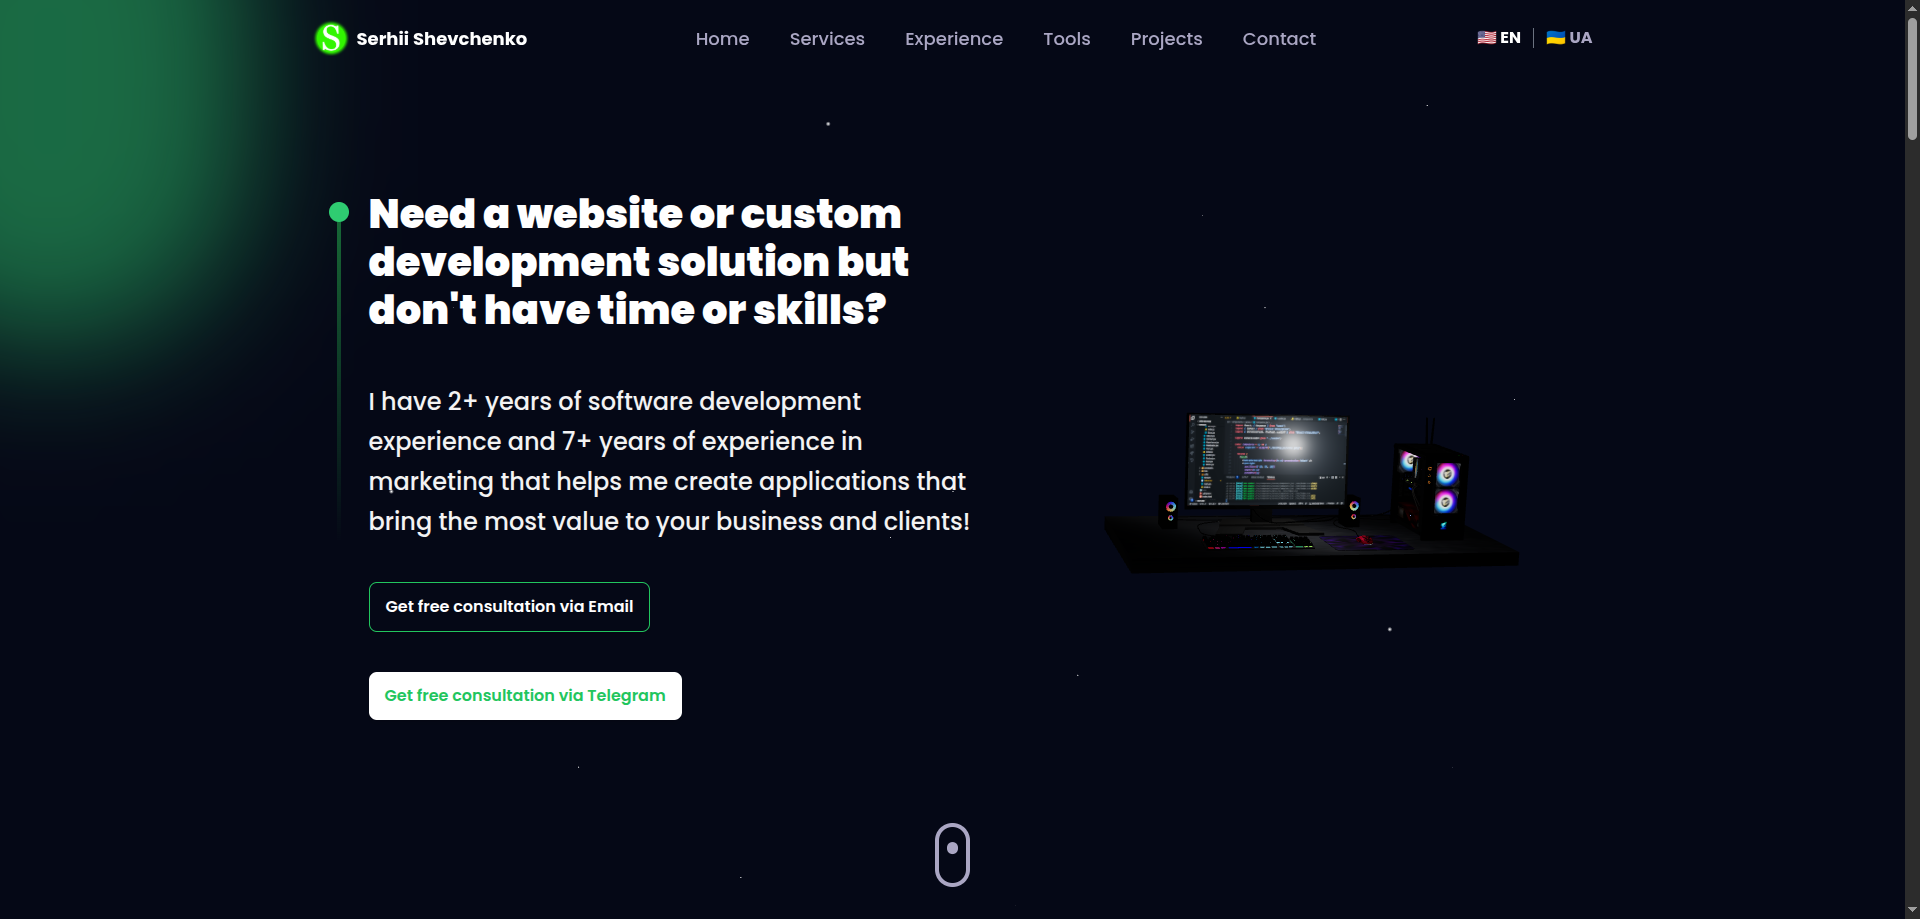 S Serhii Shevchenko
Home Services Experience Tools Projects Contact
EN | UA
Need a website or custom
development solution but
don't have time or skills?
I have 2+ years of software development
experience and 7+ years of experience in
marketing that helps me create applications that
bring the most value to your business and clients!
Get free consultation via Email
Get free consultation via Telegram